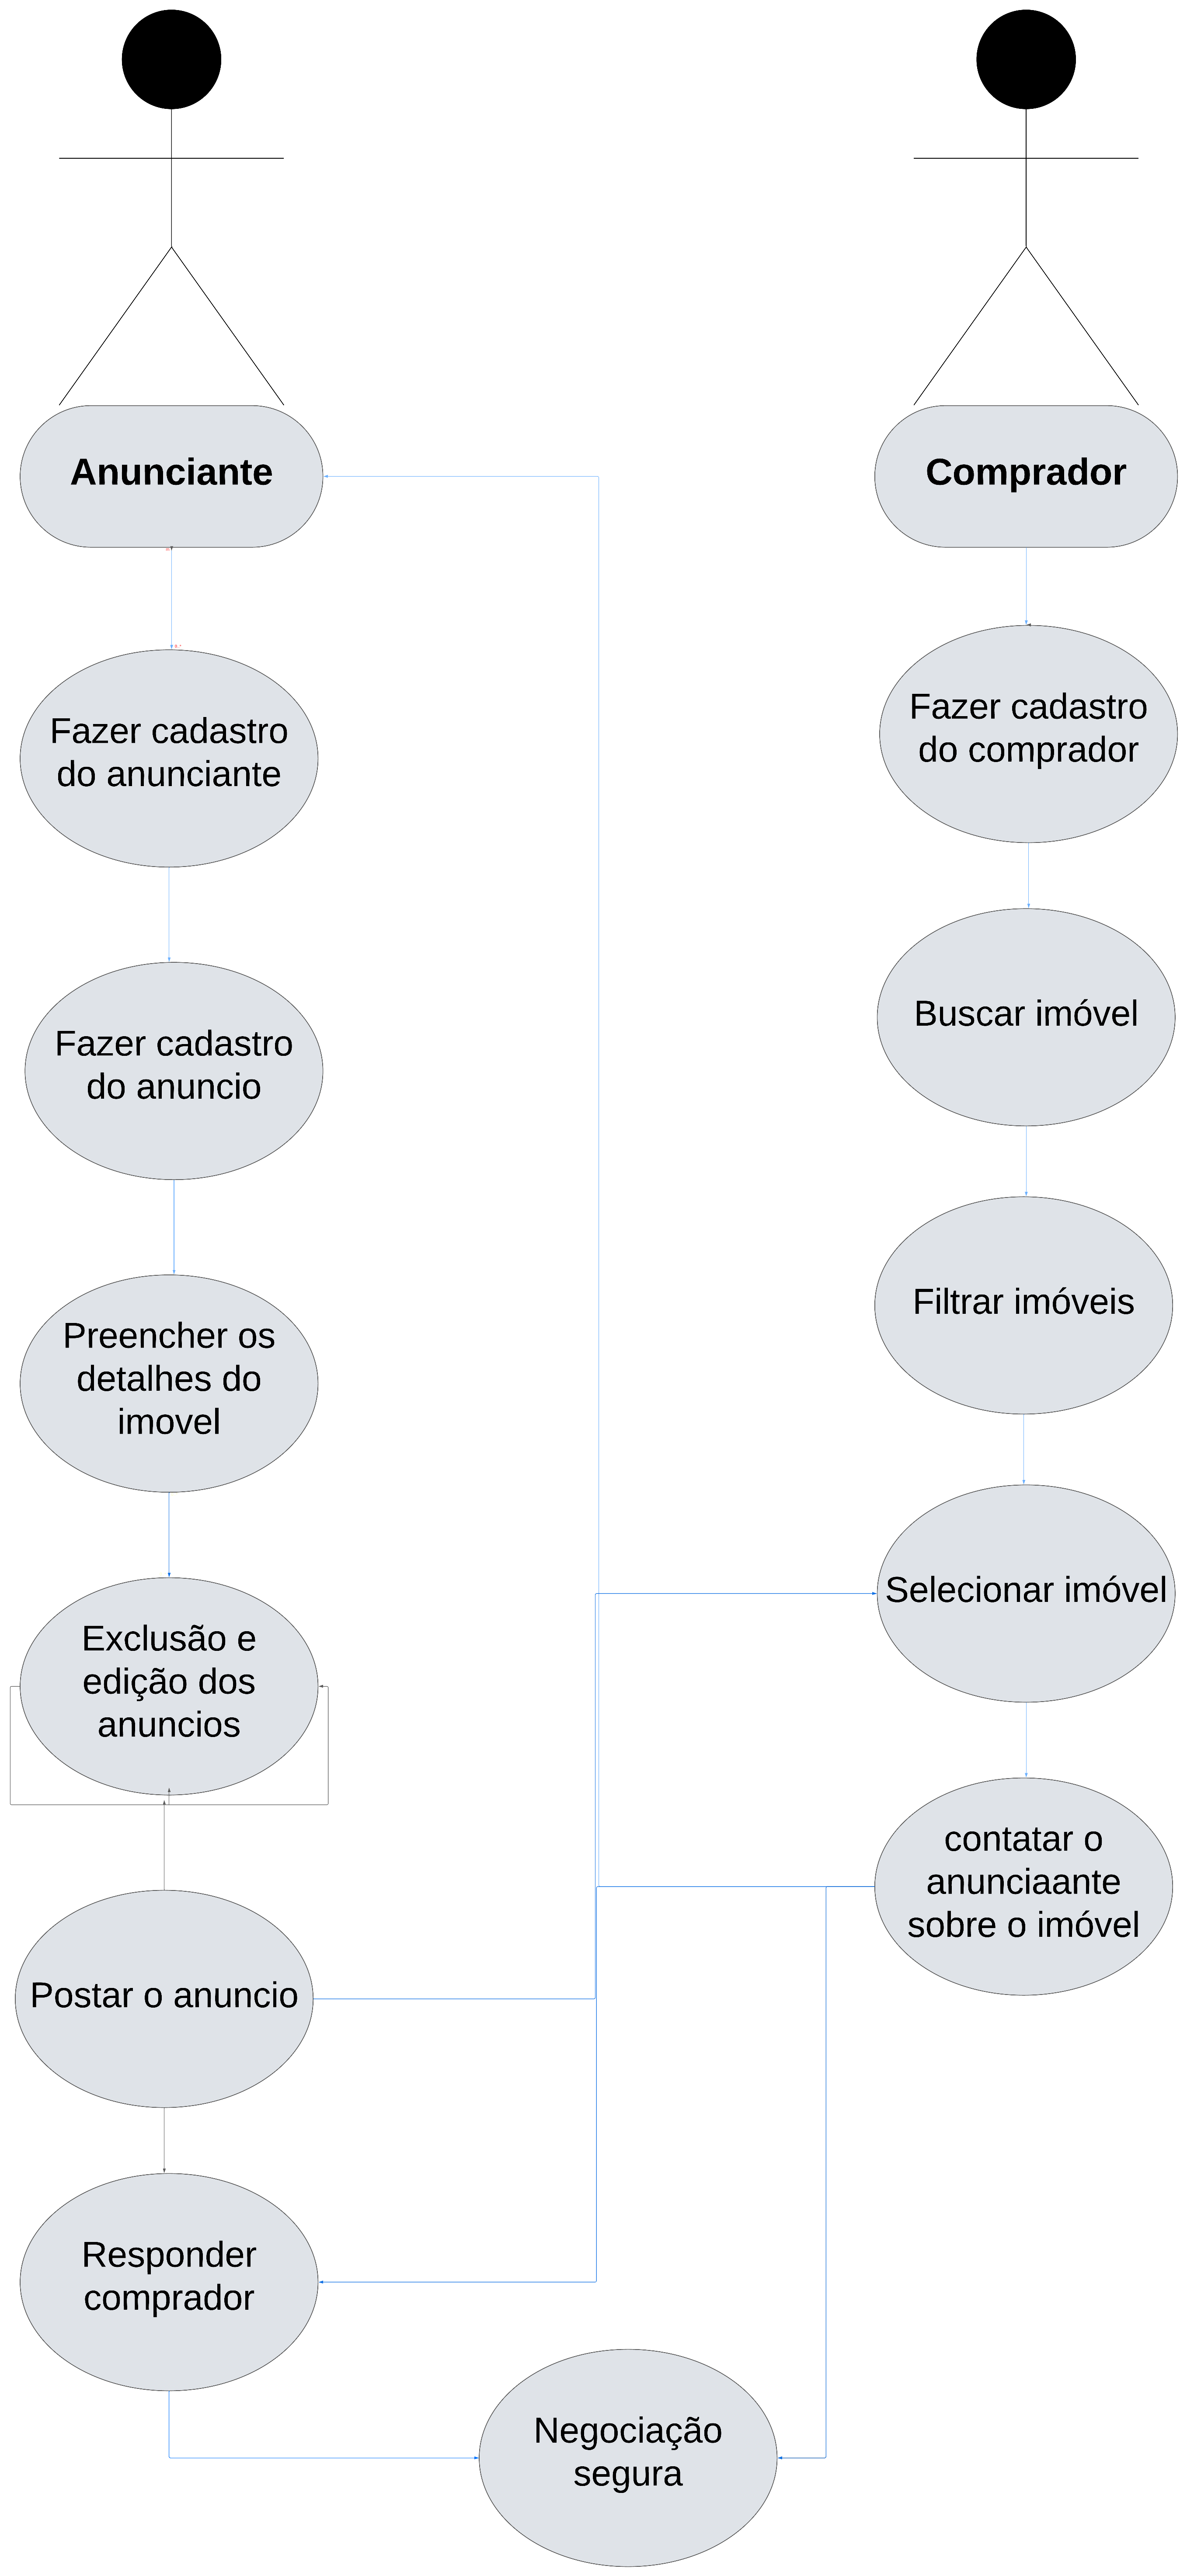 Anunciante
Comprador
Fazer cadastro
do anunciante
Fazer cadastro
do comprador
Fazer cadastro
do anuncio
Buscar imóvel
Preencher os
detalhes do
imovel
Filtrar imóveis
Exclusão e
edição dos
anuncios
Selecionar imóvel
contatar o
anunciaante
sobre o imóvel
Postar o anuncio
Responder
comprador
Negociação
segura